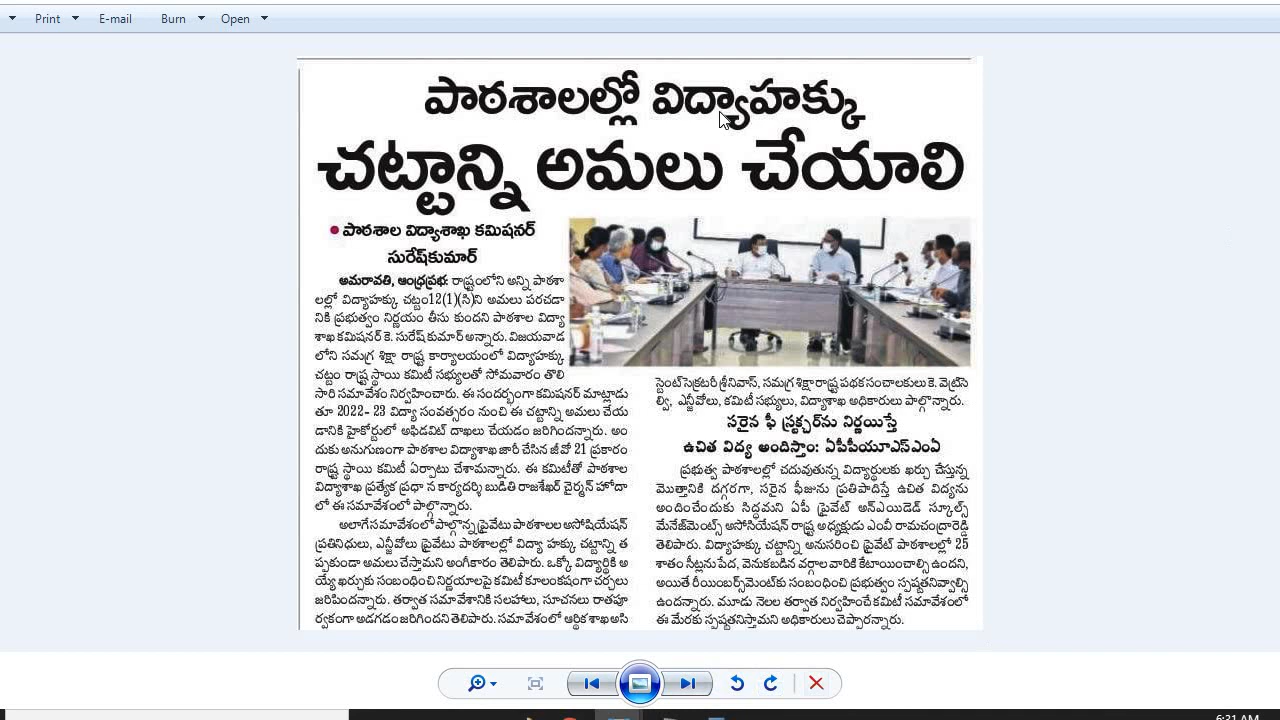 Print
E-mail
Burn
Open
పాఠశాలల్లో విద్యాహక్కు
చట్టాన్ని అమలు చేయాలి
పాఠశాల విద్యాశాఖ కమిషనర్
సురేష్‌కుమార్
అమరావతి, ఆంధ్రప్రభ: రాష్ట్రంలోని అన్ని పాఠశా
లల్లో విద్యాహక్కు చట్టం12(1)(సి)ని అమలు పరచడా
నికి ప్రభుత్వం నిర్ణయం తీసు కుందని పాఠశాల విద్యా
శాఖ కమిషనర్ కె. సురేష్ కుమార్ అన్నారు. విజయవాడ
లోని సమగ్ర శిక్షా రాష్ట్ర కార్యాలయంలో విద్యాహక్కు
చట్టం రాష్ట్రస్థాయి కమిటీ సభ్యులతో సోమవారం తొలి
సారి సమావేశం నిర్వహించారు. ఈ సందర్భంగా కమిషనర్ మాట్లాడు
తూ 2022- 23 విద్యా సంవత్సరం నుంచి ఈ చట్టాన్ని అమలు చేయ
డానికి హైకోర్టులో అఫిడవిట్ దాఖలు చేయడం జరిగిందన్నారు. అం
దుకు అనుగుణంగా పాఠశాల విద్యాశాఖ జారీ చేసిన జీవో 21 ప్రకారం
రాష్ట్ర స్థాయి కమిటీ ఏర్పాటు చేశామన్నారు. ఈ కమిటీతో పాఠశాల
విద్యాశాఖ ప్రత్యేక ప్రధా న కార్యదర్శి బుడితి రాజశేఖర్ చైర్మన్ హోదా
లో ఈ సమావేశంలో పాల్గొన్నారు.
అలాగే సమావేశంలో పాల్గొన్న ప్రైవేటు పాఠశాలల అసోషియేషన్
ప్రతినిధులు, ఎన్జీవోలు ప్రైవేటు పాఠశాలల్లో విద్యా హక్కు చట్టాన్ని త
ప్పకుండా అమలు చేస్తామని అంగీకారం తెలిపారు. ఒక్కో విద్యార్థికి అ
య్యే ఖర్చుకు సంబంధించి నిర్ణయాలపై కమిటీ కూలంకషంగా చర్చలు
జరిపిందన్నారు. తర్వాత సమావేశానికి సలహాలు, సూచనలు రాతపూ
ర్వకంగా అడగడం జరిగిందని తెలిపారు. సమావేశంలో ఆర్థిక శాఖ అసి
స్టెంట్ సెక్రటరీ శ్రీనివాస్, సమగ్ర శిక్షా రాష్ట్ర పథక సంచాలకులు కె. వెట్రిసె
ల్వి, ఎన్జీవోలు, కమిటీ సభ్యులు, విద్యాశాఖ అధికారులు పాల్గొన్నారు.
సరైన ఫీ స్ట్రక్చర్‌ను నిర్ణయిస్తే
ఉచిత విద్య అందిస్తాం: ఏపీపీయూఎస్ఎంఏ
ప్రభుత్వ పాఠశాలల్లో చదువుతున్న విద్యార్థులకు ఖర్చు చేస్తున్న
మొత్తానికి దగ్గరగా, సరైన ఫీజును ప్రతిపాదిస్తే ఉచిత విద్యను
అందించేందుకు సిద్ధమని ఏపీ ప్రైవేట్ అన్ఎయిడెడ్ స్కూల్స్
మేనేజ్‌మెంట్స్ అసోసియేషన్ రాష్ట్ర అధ్యక్షుడు ఎంవీ రామచంద్రారెడ్డి
తెలిపారు. విద్యాహక్కు చట్టాన్ని అనుసరించి ప్రైవేట్ పాఠశాలల్లో 25
శాతం సీట్లను పేద, వెనుకబడిన వర్గాల వారికి కేటాయించాల్సి ఉందని,
అయితే రీయింబర్స్‌మెంట్‌కు సంబంధించి ప్రభుత్వం స్పష్టతనివ్వాల్సి
ఉందన్నారు. మూడు నెలల తర్వాత నిర్వహించే కమిటీ సమావేశంలో
ఈ మేరకు స్పష్టతనిస్తామని అధికారులు చెప్పారన్నారు.